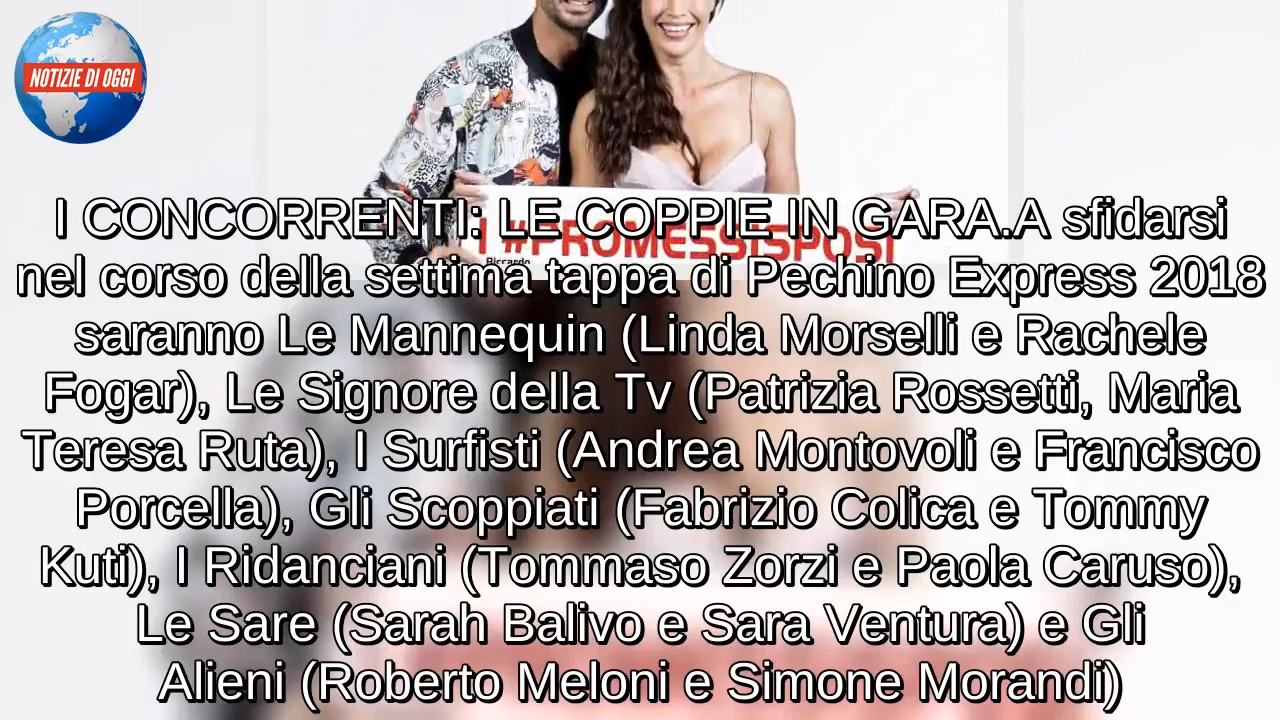 NOTIZIE DI OGGI
I CONCORRENTI: LE COPPIE IN GARA.A sfidarsi
I #PROMESSISPOSI
Riccardo
nel corso della settima tappa di Pechino Express 2018
saranno Le Mannequin (Linda Morselli e Rachele
Fogar), Le Signore della Tv (Patrizia Rossetti, Maria
Teresa Ruta), I Surfisti (Andrea Montovoli e Francisco
Porcella), Gli Scoppiati (Fabrizio Colica e Tommy
Kuti), I Ridanciani (Tommaso Zorzi e Paola Caruso),
Le Sare (Sarah Balivo e Sara Ventura) e Gli
Alieni (Roberto Meloni e Simone Morandi)